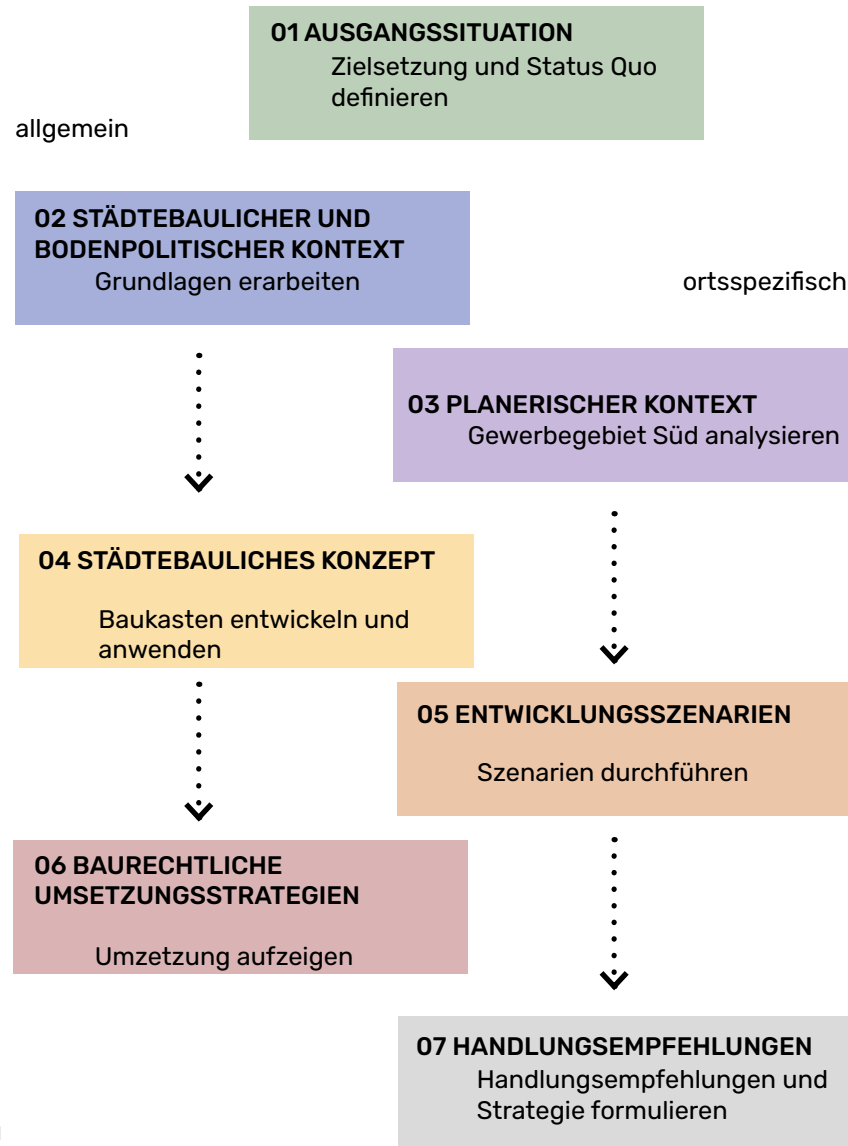 01 AUSGANGSSITUATION
Zielsetzung und Status Quo
definieren
allgemein
02 STÄDTEBAULICHER UND
BODENPOLITISCHER KONTEXT
Grundlagen erarbeiten
ortsspezifisch
03 PLANERISCHER KONTEXT
Gewerbegebiet Süd analysieren
04 STÄDTEBAULICHES KONZEPT
Baukasten entwickeln und
anwenden
05 ENTWICKLUNGSSZENARIEN
Szenarien durchführen
06 BAURECHTLICHE
UMSETZUNGSSTRATEGIEN
Umzetzung aufzeigen
07 HANDLUNGSEMPFEHLUNGEN
Handlungsempfehlungen und
Strategie formulieren